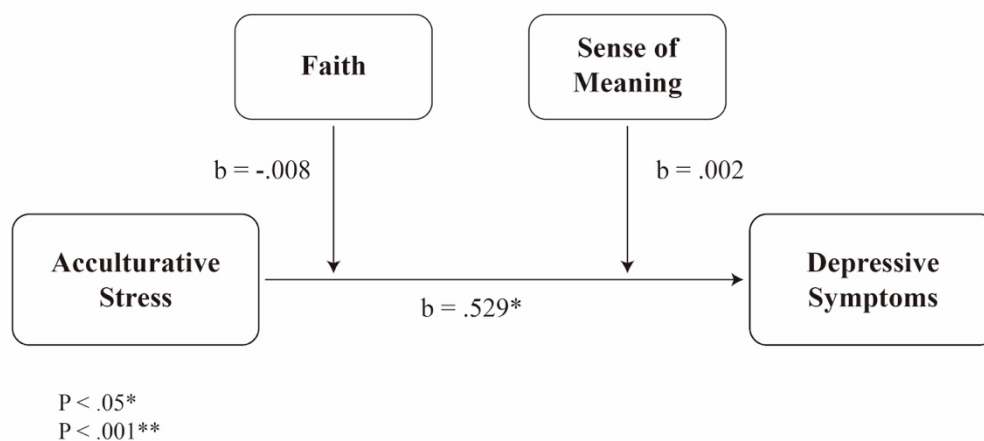 Faith
Sense of
Meaning
b = -.008
b = .002
Acculturative
Stress
Depressive
Symptoms
b = .529*
P < .05*
P < .001**